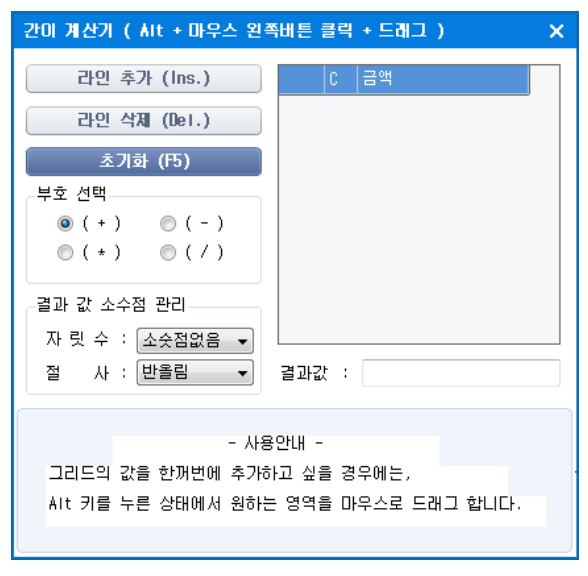 간이 계산기 ( Alt + 마우스 왼쪽버튼 클릭 + 드래그 )
라인 추가 (Ins.)
라인 삭제 (Del.)
초기화 (F5)
부호 선택
( + ) ( - )
( * ) ( / )
결과 값 소수점 관리
자 릿 수 : 소숫점없음
절 사 : 반올림
C 금액
결과값 :
- 사용안내 -
그리드의 값을 한꺼번에 추가하고 싶을 경우에는,
Alt 키를 누른 상태에서 원하는 영역을 마우스로 드래그 합니다.